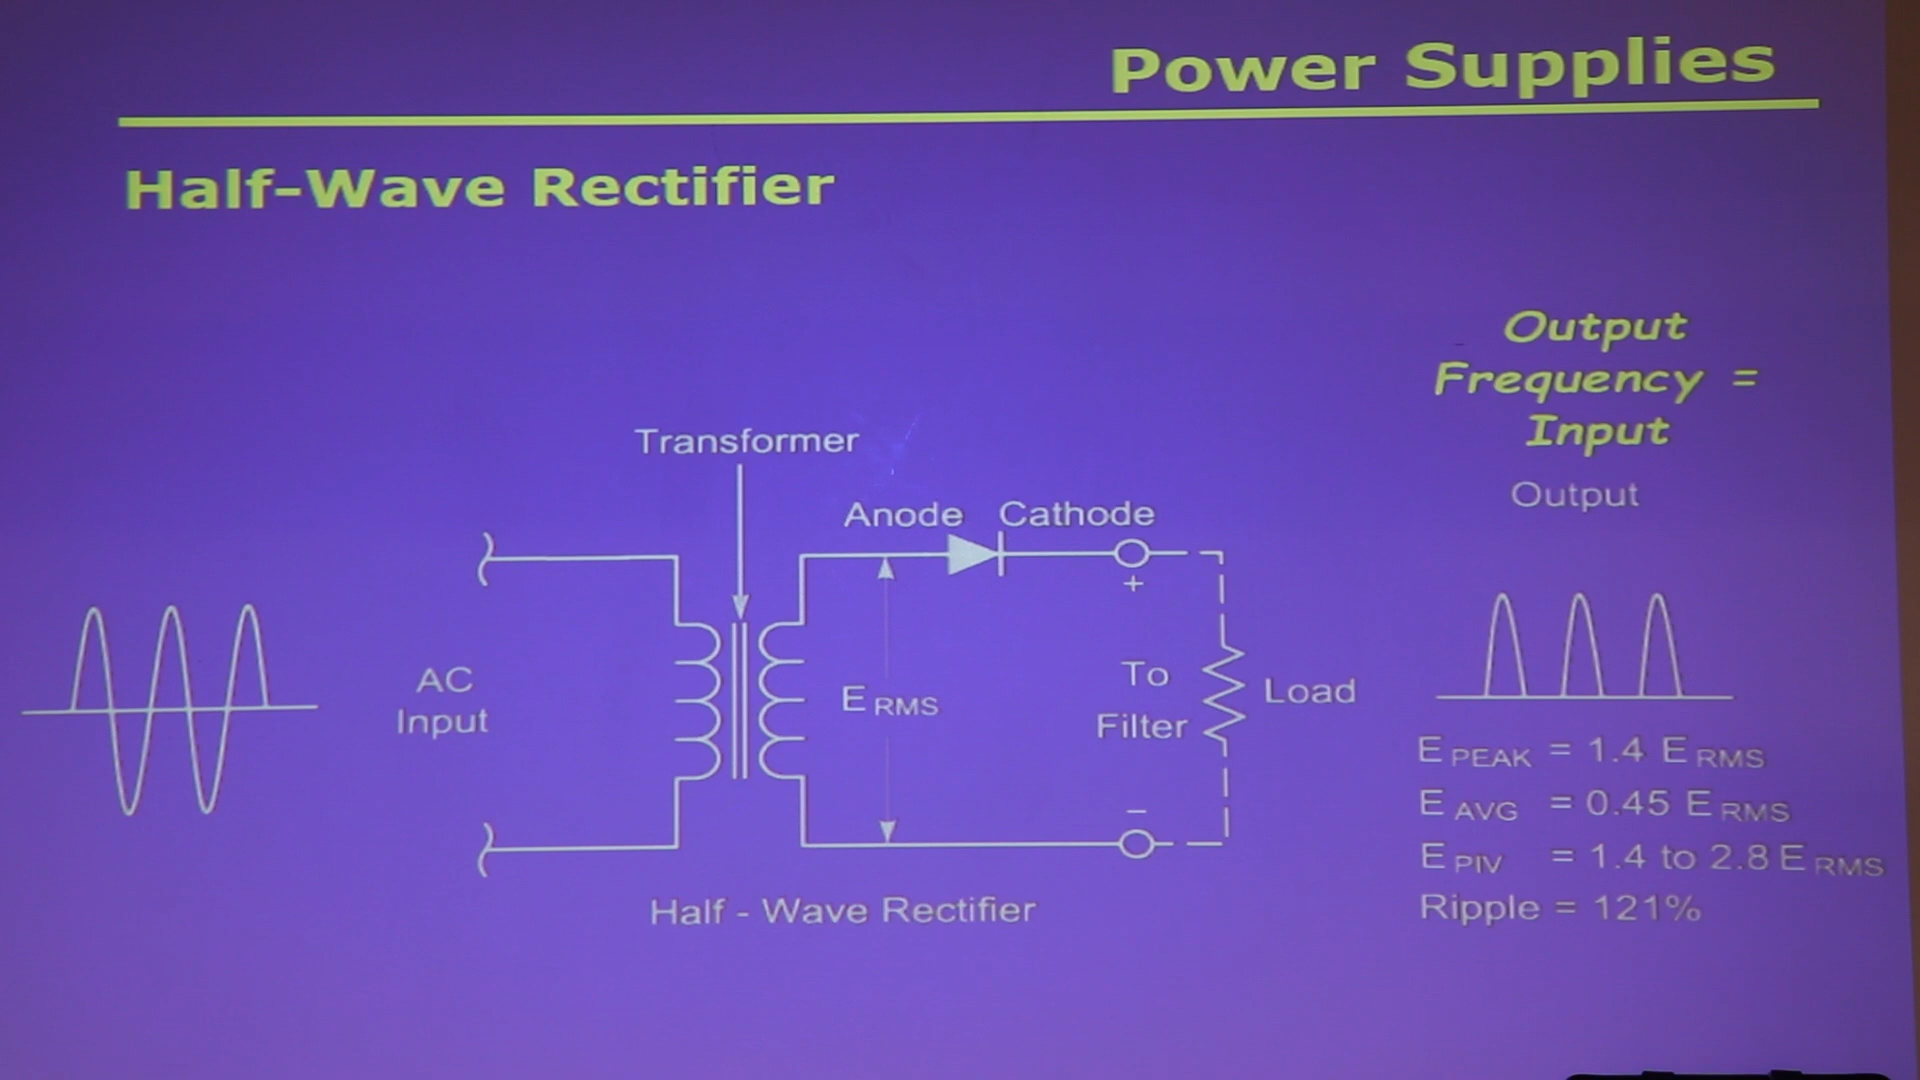 Power Supplies
Half-Wave Rectifier
Output
Frequency =
Input
Output
Transformer
Anode Cathode
+
AC
Input
E RMS
To
Filter
Load
−
Half - Wave Rectifier
E PEAK = 1.4 E RMS
E AVG = 0.45 E RMS
E PIV = 1.4 to 2.8 E RMS
Ripple = 121%